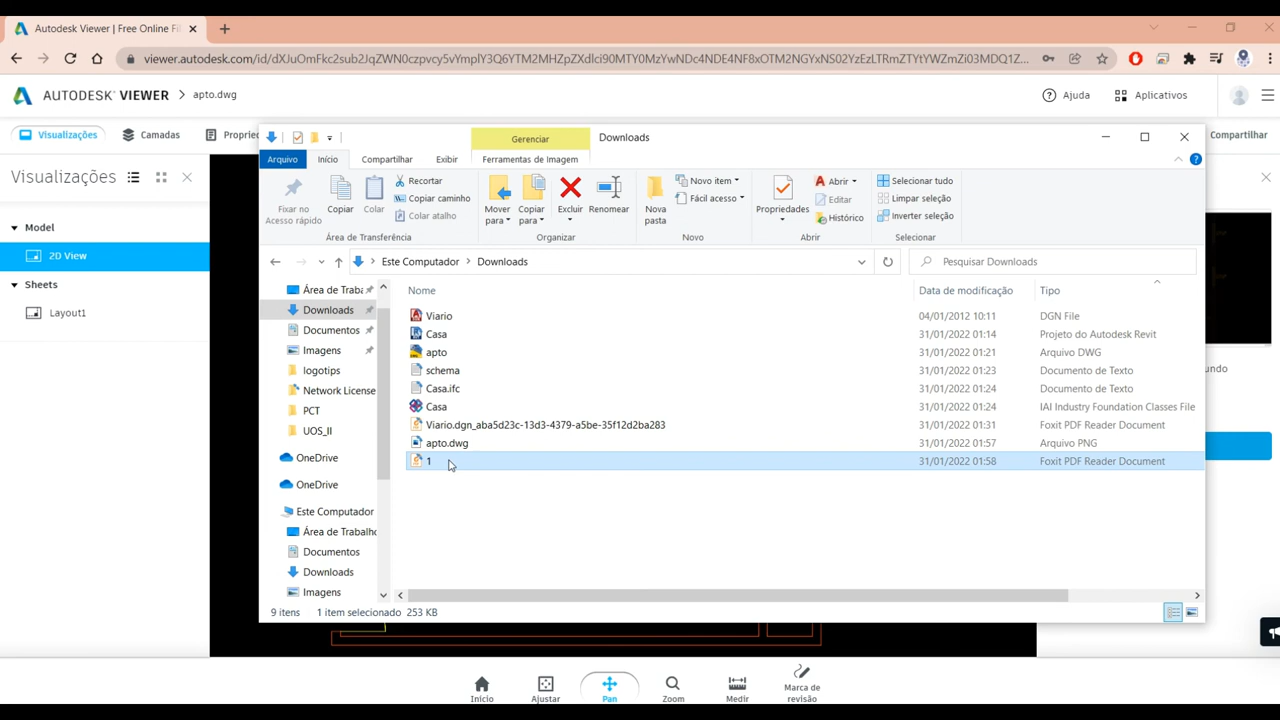 Autodesk Viewer | Free Online Fi
viewer.autodesk.com/id/
AUTODESK VIEWER > apto.dwg
Ajuda
Aplicativos
Visualizações
Camadas
Propried
Compartilhar
Visualizações
Model
2D View
Sheets
Layout1
Gerenciar
Downloads
Arquivo
Início
Compartilhar
Exibir
Ferramentas de Imagem
Fixar no
Acesso rápido
Copiar
Colar
Recortar
Copiar caminho
Colar atalho
Área de Transferência
Mover
para
Copiar
para
Excluir
Renomear
Organizar
Nova
pasta
Novo item
Fácil acesso
Novo
Propriedades
Abrir
Editar
Histórico
Abrir
Selecionar tudo
Limpar seleção
Inverter seleção
Selecionar
Este Computador > Downloads
Pesquisar Downloads
Nome
Data de modificação
Tipo
Área de Traba
Downloads
Documentos
Imagens
logotips
Network License
PCT
UOS_II
OneDrive
OneDrive
Este Computador
Área de Trabalho
Documentos
Downloads
Imagens
Viario 04/01/2012 10:11 DGN File
Casa 31/01/2022 01:14 Projeto do Autodesk Revit
apto 31/01/2022 01:21 Arquivo DWG
schema 31/01/2022 01:23 Documento de Texto
Casa.ifc 31/01/2022 01:24 Documento de Texto
Casa 31/01/2022 01:24 IAI Industry Foundation Classes File
Viario.dgn_aba5d23c-13d3-4379-a5be-35f12d2ba283 31/01/2022 01:31 Foxit PDF Reader Document
apto.dwg 31/01/2022 01:57 Arquivo PNG
1 31/01/2022 01:58 Foxit PDF Reader Document
undo
9 itens 1 item selecionado 253 KB
Início
Ajustar
Pan
Zoom
Medir
Marca de
revisão